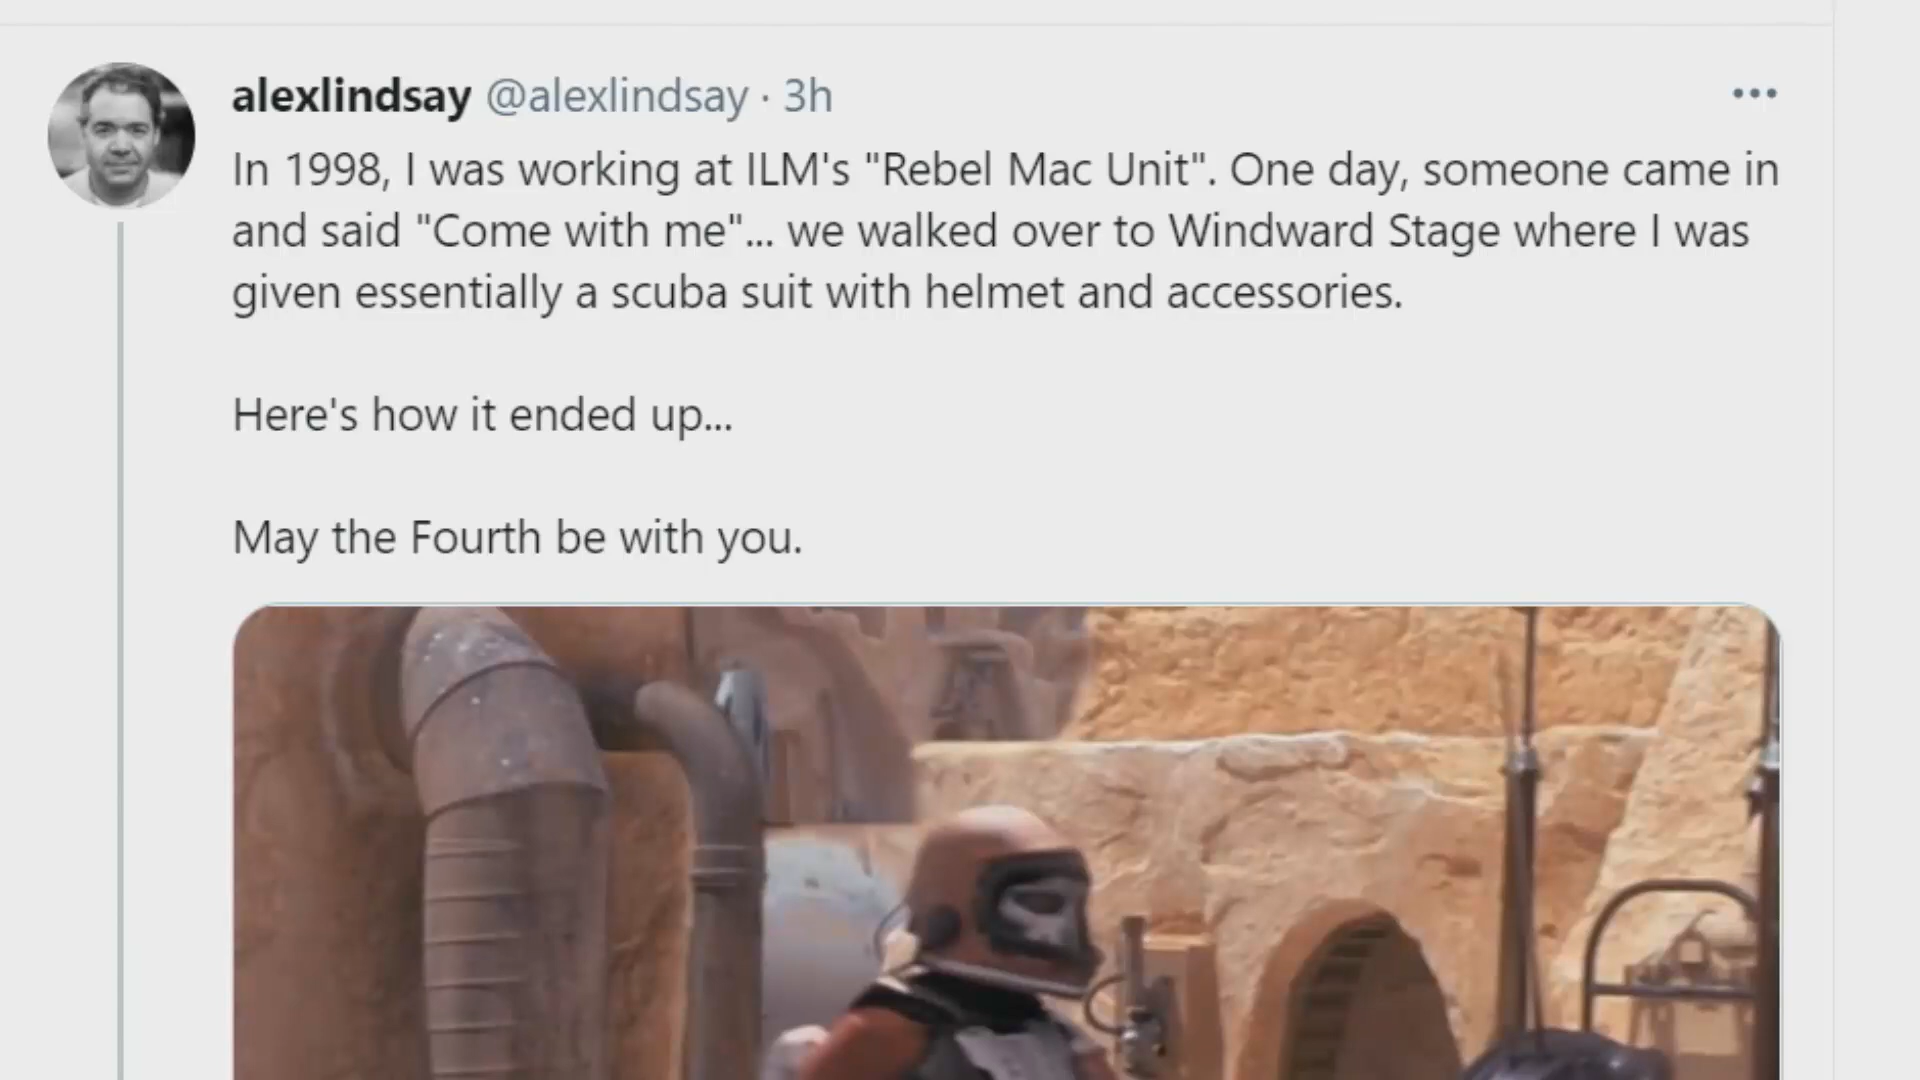 alexlindsay @alexlindsay · 3h
In 1998, I was working at ILM's "Rebel Mac Unit". One day, someone came in
and said "Come with me"... we walked over to Windward Stage where I was
given essentially a scuba suit with helmet and accessories.
Here's how it ended up...
May the Fourth be with you.